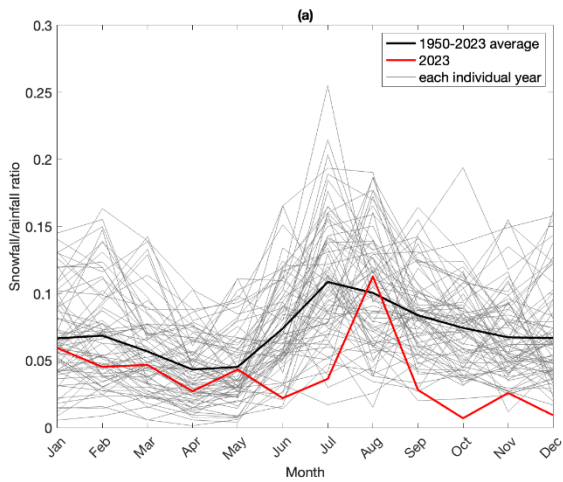 (a)
0.3
1950-2023 average
2023
each individual year
0.25
0.2
0.15
0.1
0.05
0
Snowfall/rainfall ratio
Jan Feb Mar Apr May Jun Jul Aug Sep Oct Nov Dec
Month